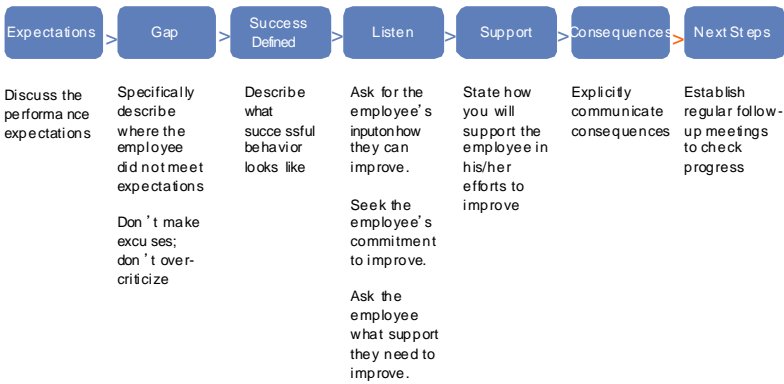 Expectations
>
Gap
>
Success
Defined
>
Listen
>
Support
>
Consequences
>
Next Steps
Discuss the
performance
expectations
Specifically
describe
where the
employee
did not meet
expectations
Don't make
excuses;
don't over-
criticize
Describe
what
successful
behavior
looks like
Ask for the
employee's
inputonhow
they can
improve.
Seek the
employee's
commitment
to improve.
Ask the
employee
what support
they need to
improve.
State how
you will
support the
employee in
his/her
efforts to
improve
Explicitly
communicate
consequences
Establish
regular follow-
up meetings
to check
progress